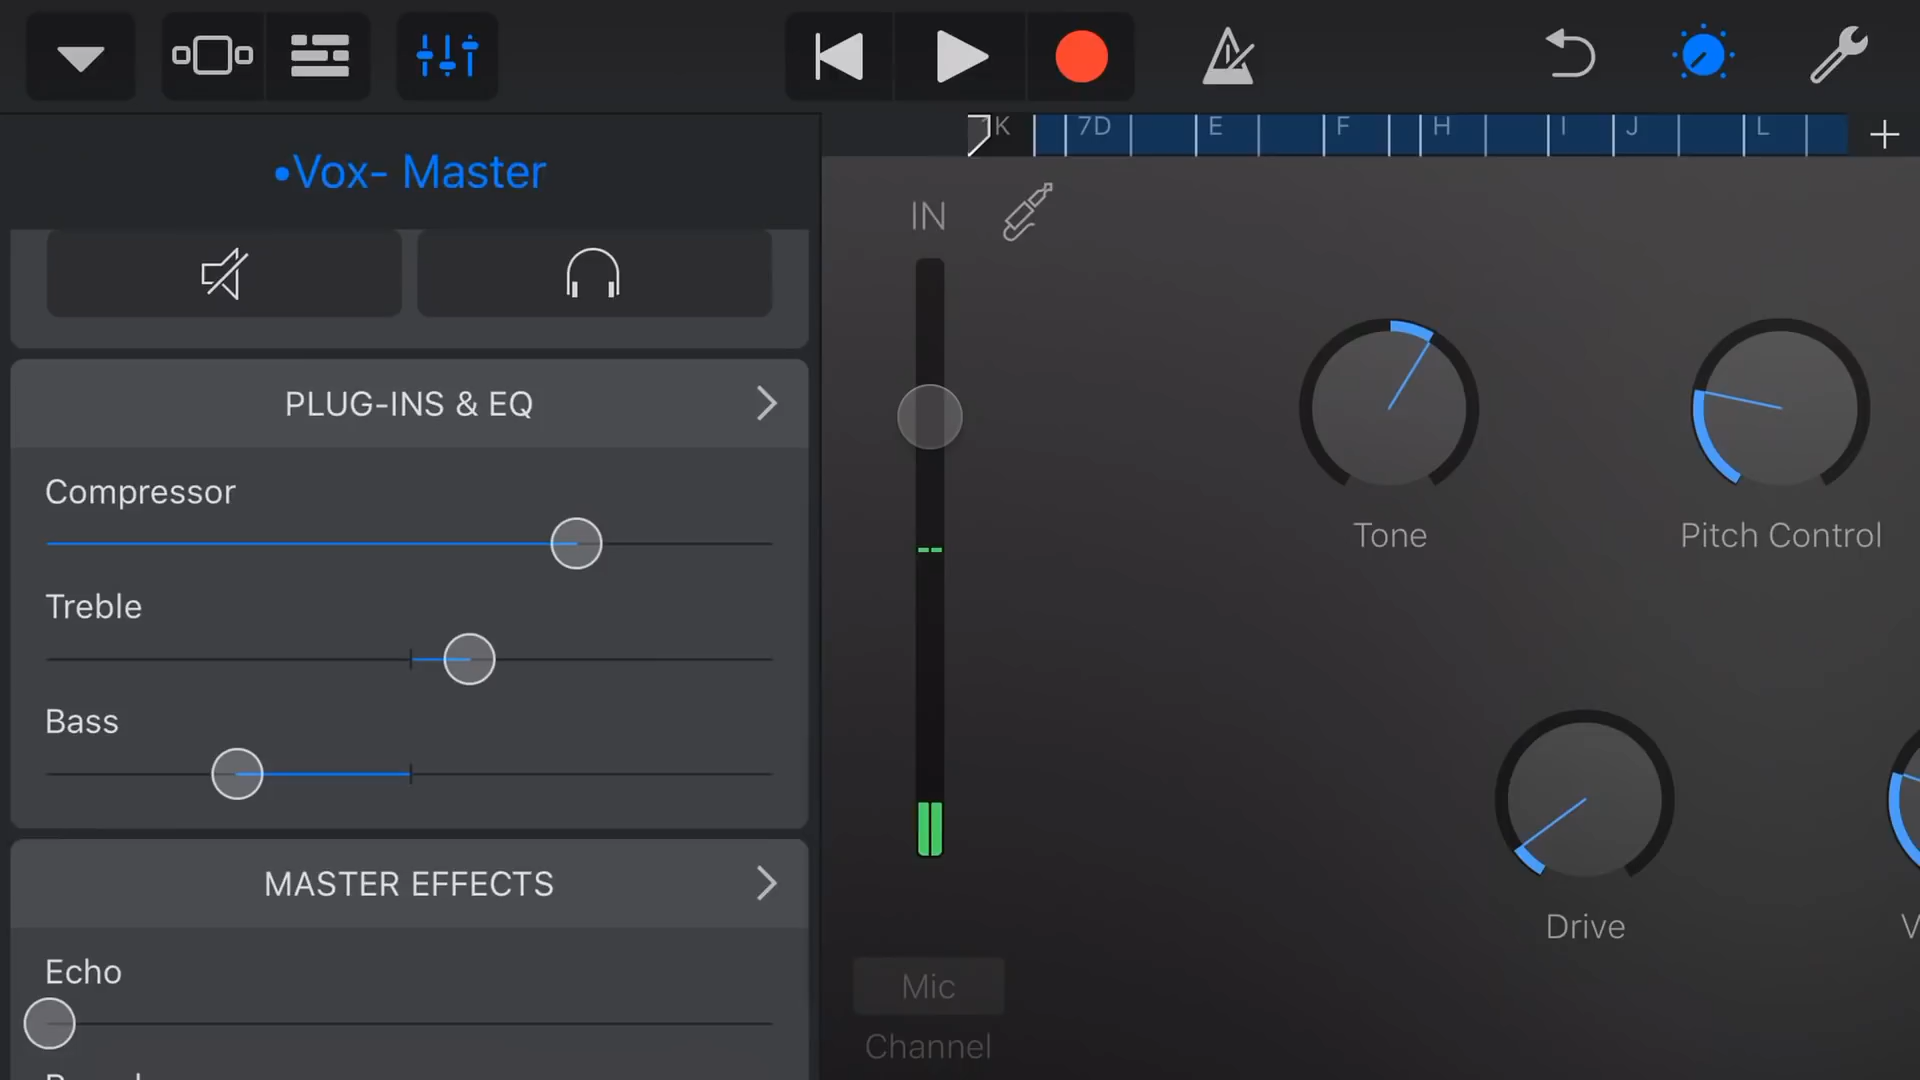 K 7D E F H I J L
•Vox- Master
IN
PLUG-INS & EQ
Compressor
Treble
Bass
Tone
Pitch Control
Drive
MASTER EFFECTS
Echo
Mic
Channel